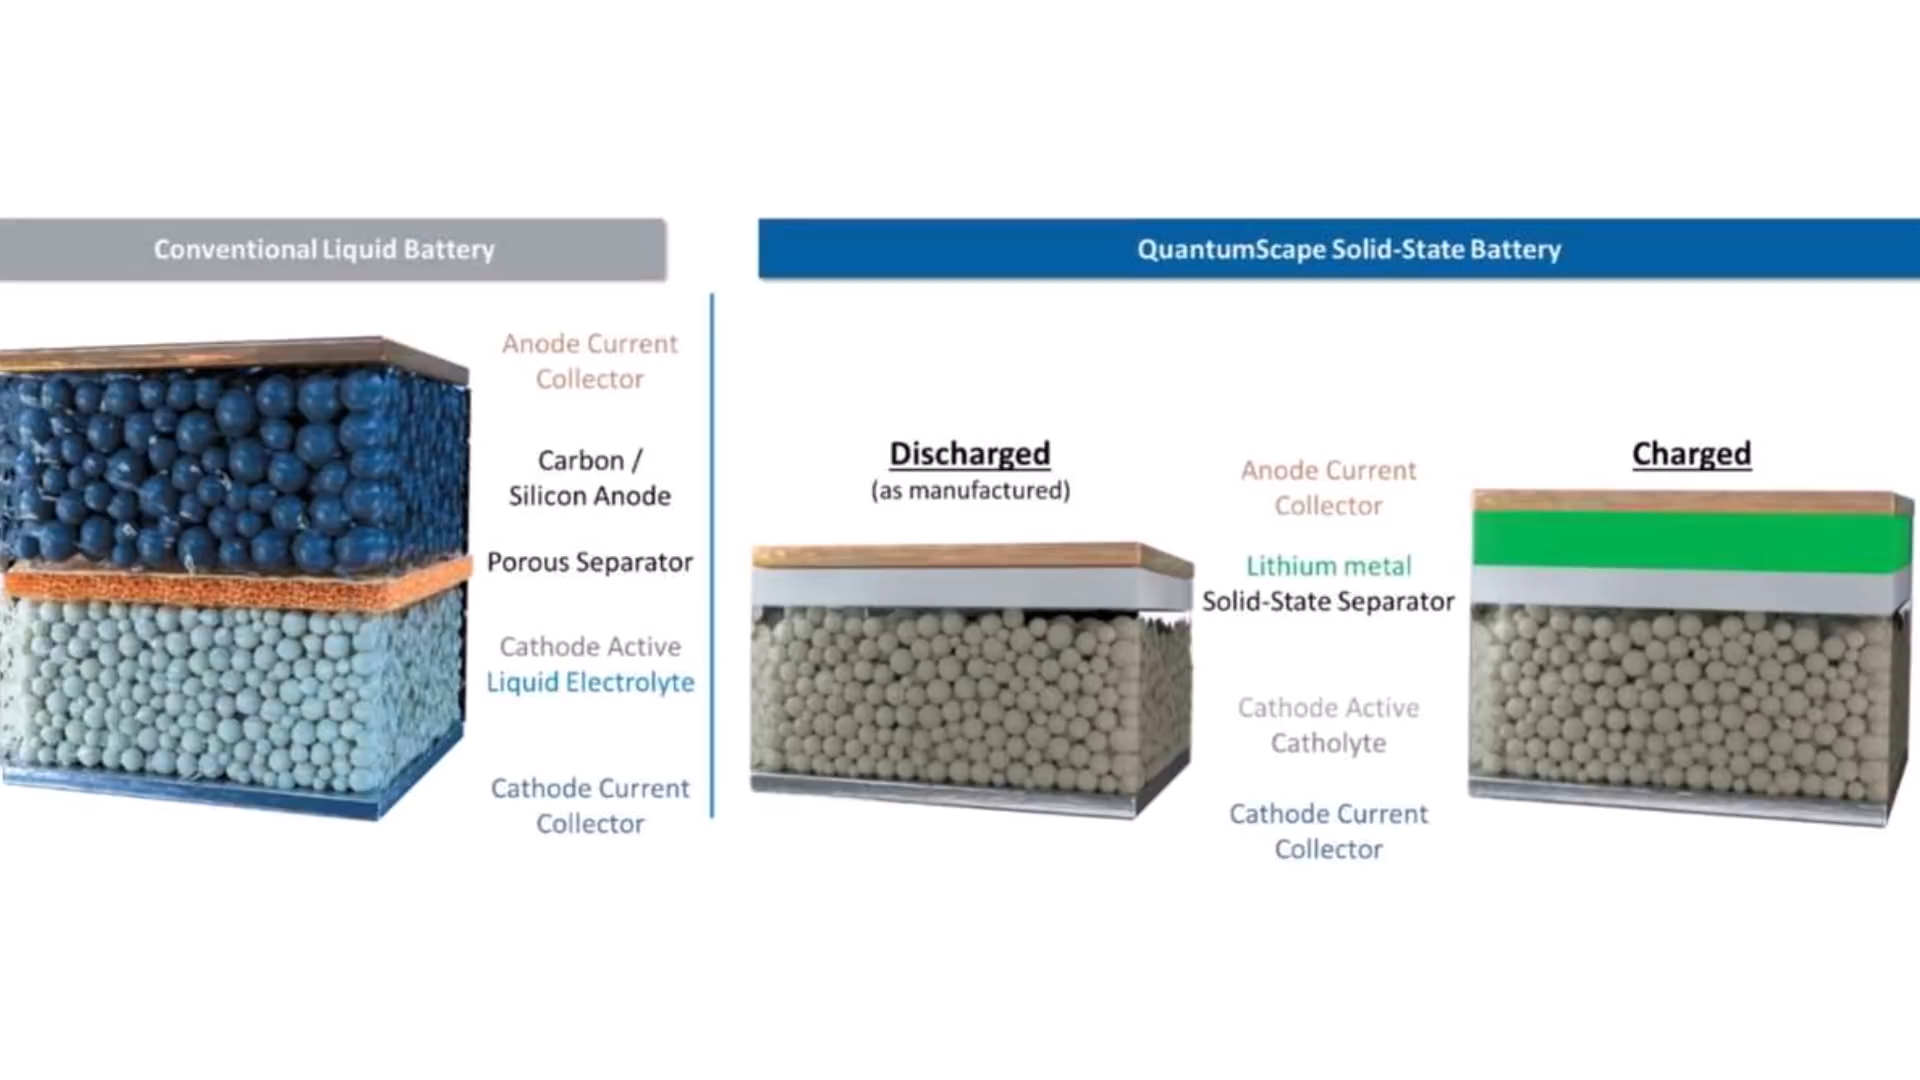 Conventional Liquid Battery
Anode Current
Collector
Carbon /
Silicon Anode
Porous Separator
Cathode Active
Liquid Electrolyte
Cathode Current
Collector
QuantumScape Solid-State Battery
Discharged
(as manufactured)
Anode Current
Collector
Lithium metal
Solid-State Separator
Cathode Active
Catholyte
Cathode Current
Collector
Charged